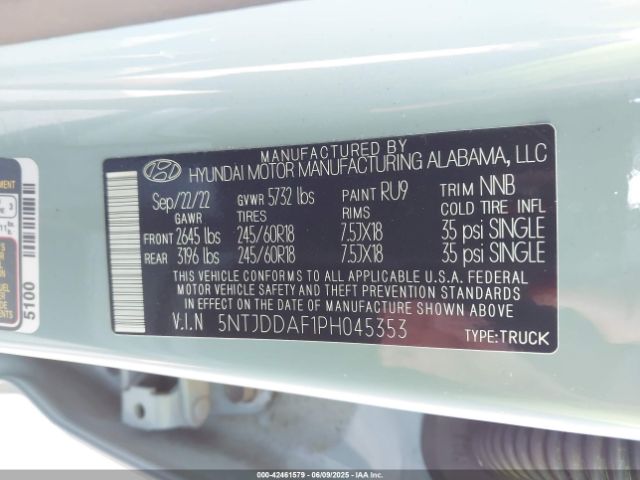 MANUFACTURED BY
HYUNDAI MOTOR MANUFACTURING ALABAMA, LLC
Sep/22/22 GVWR 5732 lbs PAINT RU9 TRIM NNB
GAWR TIRES RIMS COLD TIRE INFL
FRONT 2645 lbs 245/60R18 7.5JX18 35 psi SINGLE
REAR 3196 lbs 245/60R18 7.5JX18 35 psi SINGLE
THIS VEHICLE CONFORMS TO ALL APPLICABLE U.S.A. FEDERAL
MOTOR VEHICLE SAFETY AND THEFT PREVENTION STANDARDS
IN EFFECT ON THE DATE OF MANUFACTURE SHOWN ABOVE.
V.I.N 5NTJDDAF1PH045353 TYPE:TRUCK
5100
000-42461579 - 06/09/2025 - IAAI.COM